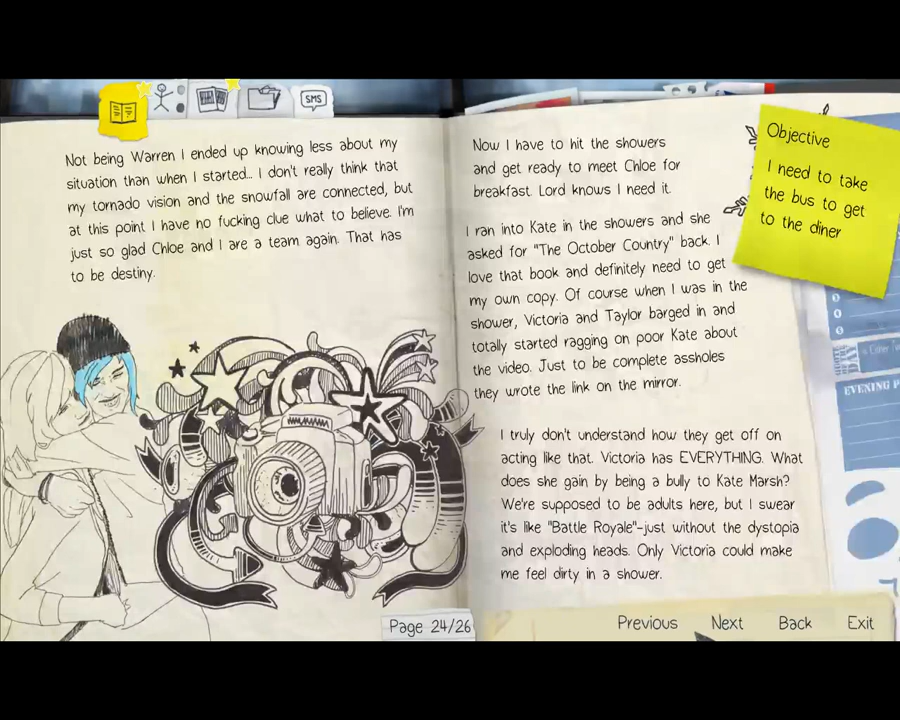 SMS
Not being Warren I ended up knowing less about my
situation than when I started... I don't really think that
my tornado vision and the snowfall are connected, but
at this point I have no fucking clue what to believe. I'm
just so glad Chloe and I are a team again. That has
to be destiny.
Page 24/26
Now I have to hit the showers
and get ready to meet Chloe for
breakfast. Lord knows I need it.
I ran into Kate in the showers and she
asked for "The October Country" back. I
love that book and definitely need to get
my own copy. Of course when I was in the
shower, Victoria and Taylor barged in and
totally started ragging on poor Kate about
the video. Just to be complete assholes
they wrote the link on the mirror.
I truly don't understand how they get off on
acting like that. Victoria has EVERYTHING. What
does she gain by being a bully to Kate Marsh?
We're supposed to be adults here, but I swear
it's like "Battle Royale"-just without the dystopia
and exploding heads. Only Victoria could make
me feel dirty in a shower.
Objective
I need to take
the bus to get
to the diner
EVENING P
Previous Next Back Exit